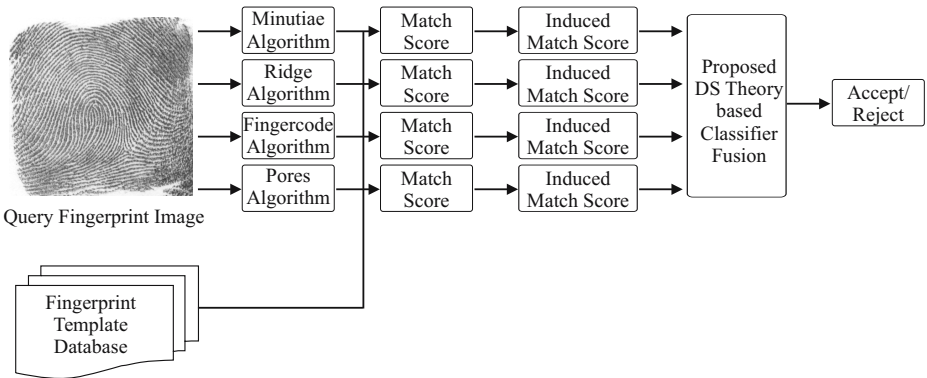 Minutiae
Algorithm
Match
Score
Induced
Match Score
Ridge
Algorithm
Match
Score
Induced
Match Score
Fingercode
Algorithm
Match
Score
Induced
Match Score
Pores
Algorithm
Match
Score
Induced
Match Score
Proposed
DS Theory
based
Classifier
Fusion
Accept/
Reject
Query Fingerprint Image
Fingerprint
Template
Database